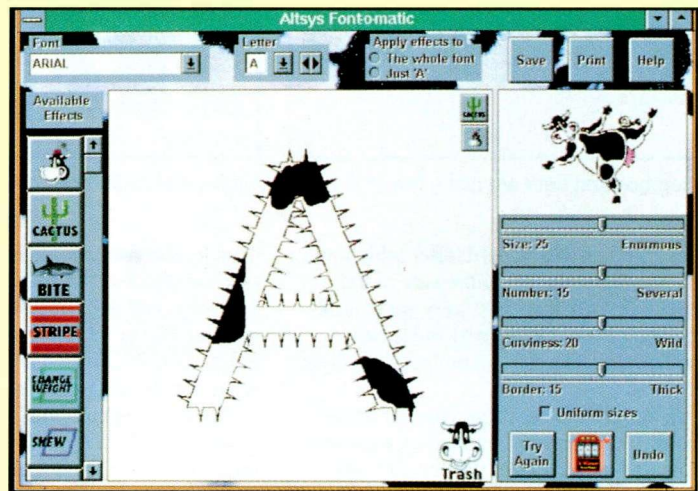 Altsys Fontomatic
Font
ARIAL
Letter
A
Apply effects to
The whole font
Just 'A'
Save
Print
Help
Available
Effects
CACTUS
BITE
STRIPE
CHANGE
WEIGHT
SKEW
CACTUS
A
Trash
Size: 25 Enormous
Number: 15 Several
Curviness: 20 Wild
Border: 15 Thick
Uniform sizes
Try
Again
Undo